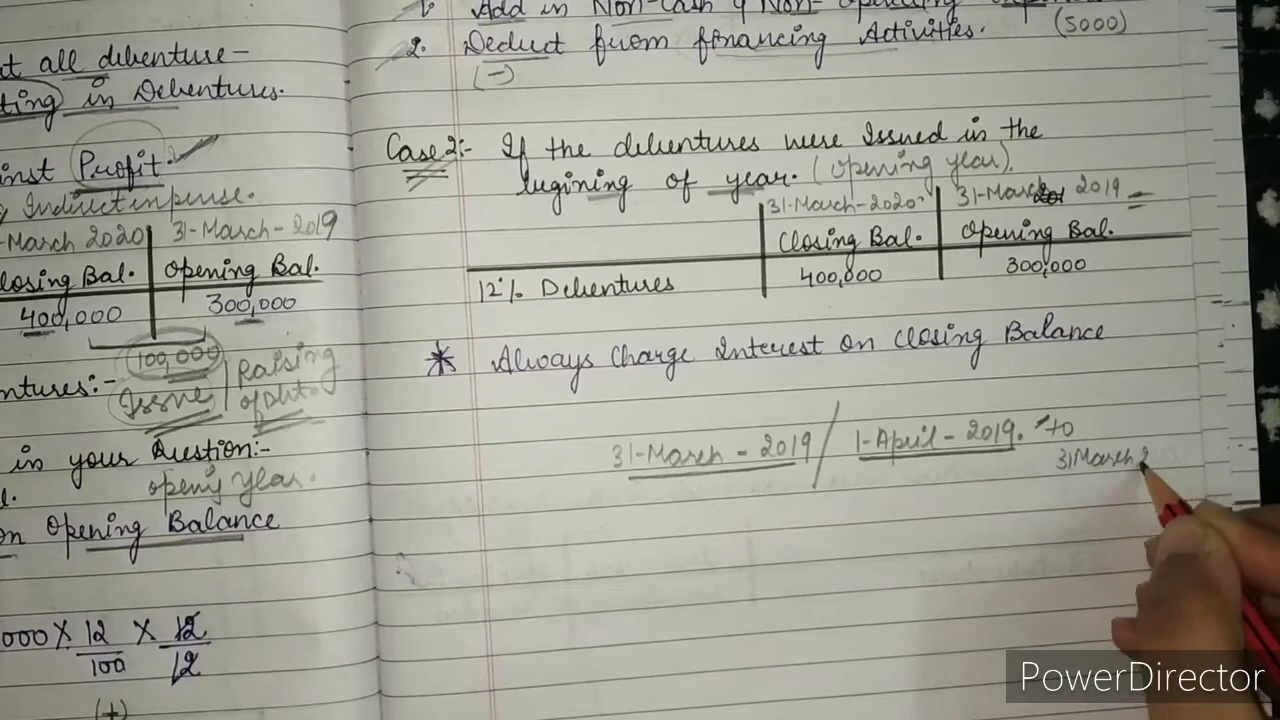 t all debenture-
ting) in Debentures.
inst Profit.
Indirect expense.
-March 2020 31-March-2019
losing Bal. Opening Bal.
400,000 300,000
100,000
Issue / Raising
of Debt.
ntures:-
in your Question:-
l. openig Year.
on Opening Balance
000 X 12/100 X 12/12
(+)
1. Add in Non-Cash & Non-Operating
2. Deduct from financing Activities. (5000)
(-)
Case 2:- If the debentures were Issued in the
begining of year. (opening year).
31-March-2020 31-March 2019
Closing Bal. Opening Bal.
12% Debentures 400,000 300,000
* Always Charge Interest on Closing Balance
31-March-2019 / 1-April-2019. to
31 March 2
PowerDirector